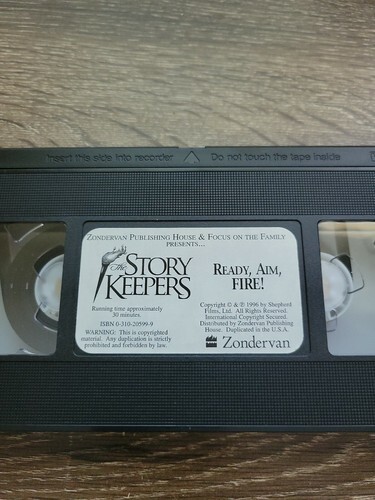 Insert this side into recorder
Do not touch the tape inside
ZONDERVAN PUBLISHING HOUSE & FOCUS ON THE FAMILY
PRESENTS...
The STORY
KEEPERS
READY, AIM,
FIRE!
Running time approximately
30 minutes.
ISBN 0-310-20599-9
WARNING: This is copyrighted
material. Any duplication is strictly
prohibited and forbidden by law.
Copyright © & ℗ 1996 by Shepherd
Films, Ltd. All Rights Reserved.
International Copyright Secured.
Distributed by Zondervan Publishing
House. Duplicated in the U.S.A.
Zondervan